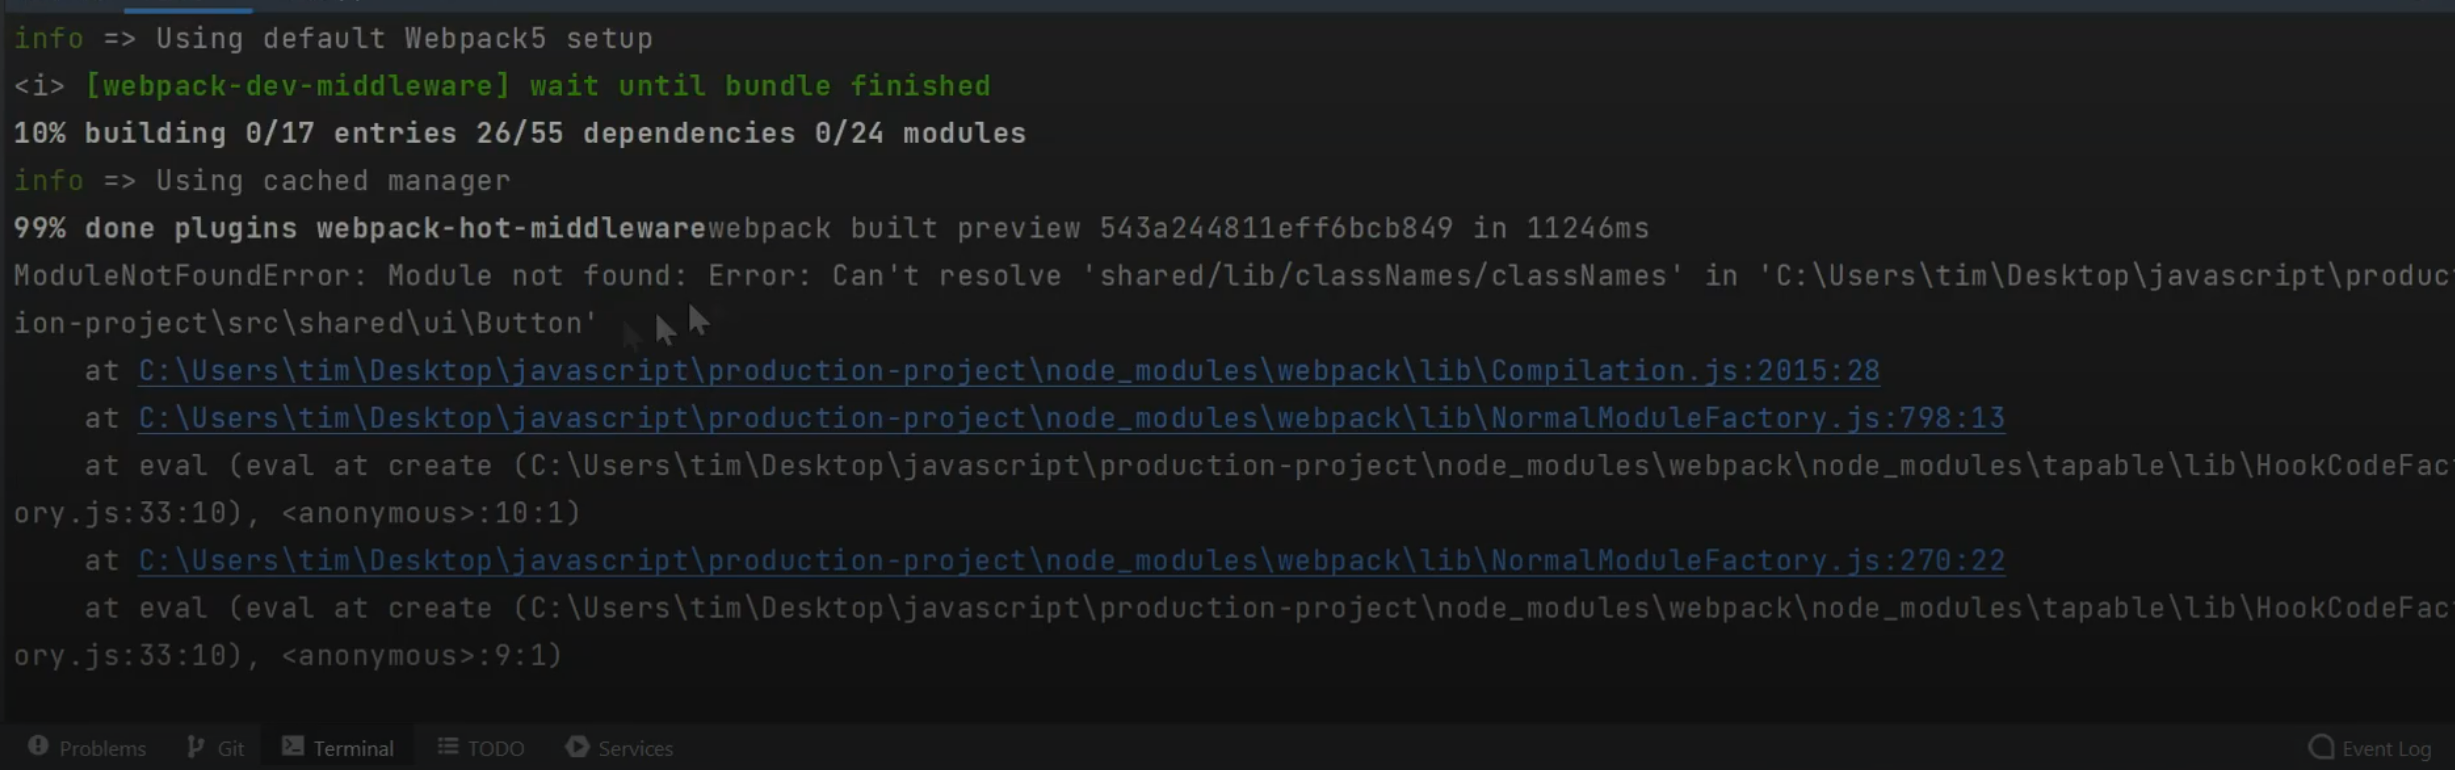 info => Using default Webpack5 setup
<i> [webpack-dev-middleware] wait until bundle finished
10% building 0/17 entries 26/55 dependencies 0/24 modules
info => Using cached manager
99% done plugins webpack-hot-middlewarewebpack built preview 543a244811eff6bcb849 in 11246ms
ModuleNotFoundError: Module not found: Error: Can't resolve 'shared/lib/classNames/classNames' in 'C:\Users\tim\Desktop\javascript\product
ion-project\src\shared\ui\Button'
at C:\Users\tim\Desktop\javascript\production-project\node_modules\webpack\lib\Compilation.js:2015:28
at C:\Users\tim\Desktop\javascript\production-project\node_modules\webpack\lib\NormalModuleFactory.js:798:13
at eval (eval at create (C:\Users\tim\Desktop\javascript\production-project\node_modules\webpack\node_modules\tapable\lib\HookCodeFact
ory.js:33:10), <anonymous>:10:1)
at C:\Users\tim\Desktop\javascript\production-project\node_modules\webpack\lib\NormalModuleFactory.js:270:22
at eval (eval at create (C:\Users\tim\Desktop\javascript\production-project\node_modules\webpack\node_modules\tapable\lib\HookCodeFact
ory.js:33:10), <anonymous>:9:1)
Problems Git Terminal TODO Services Event Log